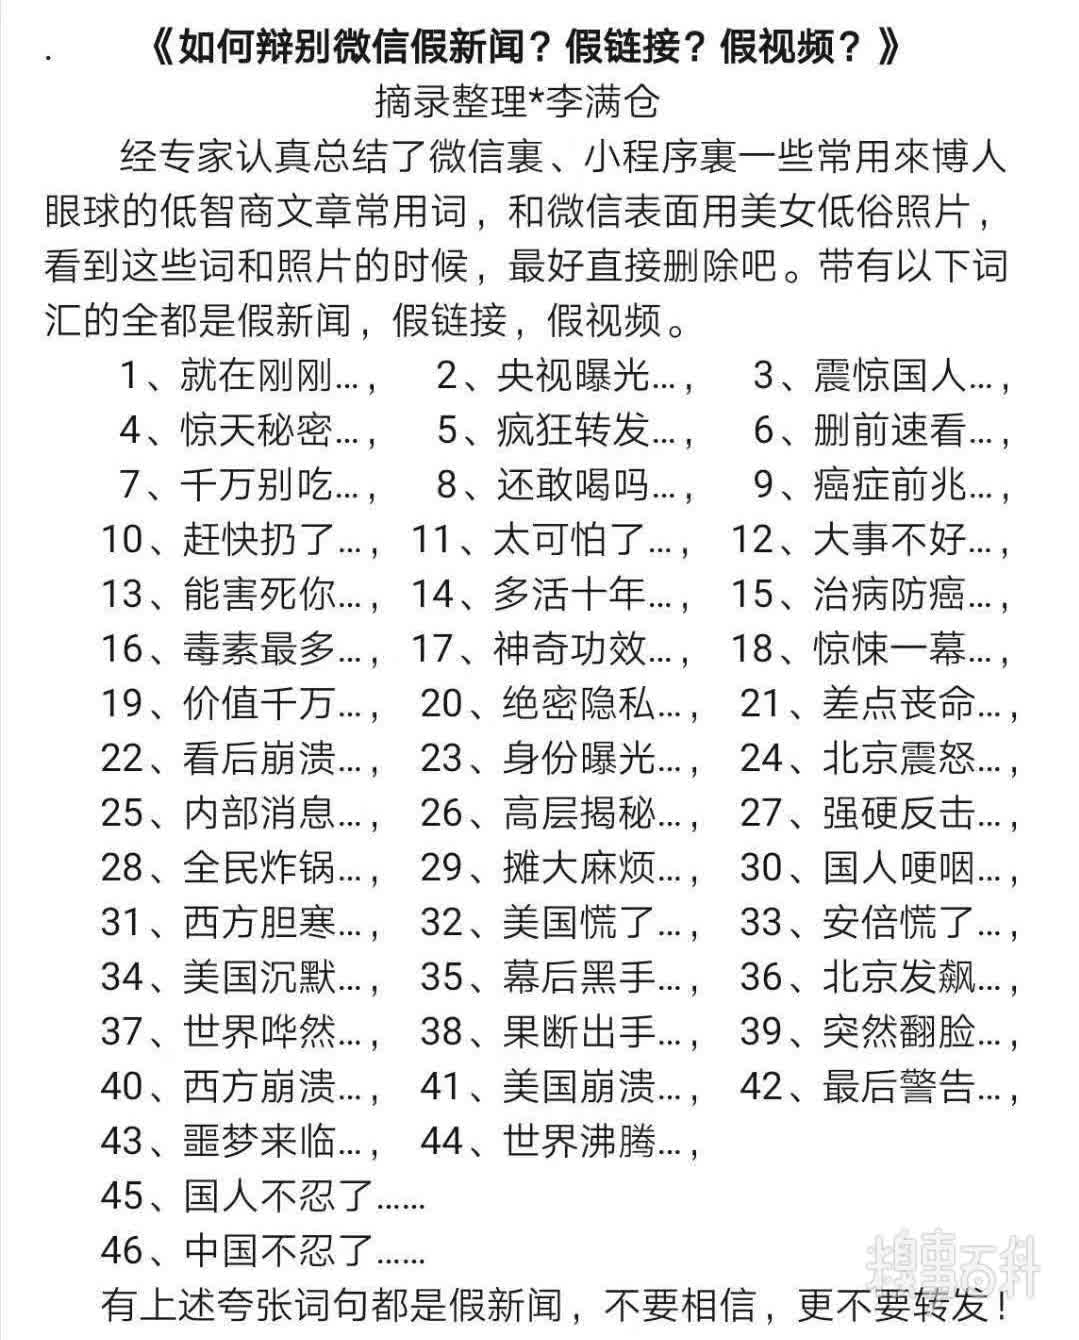 . 《如何辩别微信假新闻？假链接？假视频？》
摘录整理*李满仓
经专家认真总结了微信裏、小程序裏一些常用來博人
眼球的低智商文章常用词，和微信表面用美女低俗照片，
看到这些词和照片的时候，最好直接删除吧。带有以下词
汇的全都是假新闻，假链接，假视频。
1、就在刚刚…， 2、央视曝光…， 3、震惊国人…，
4、惊天秘密…， 5、疯狂转发…， 6、删前速看…，
7、千万别吃…， 8、还敢喝吗…， 9、癌症前兆…，
10、赶快扔了…， 11、太可怕了…， 12、大事不好…，
13、能害死你…， 14、多活十年…， 15、治病防癌…，
16、毒素最多…， 17、神奇功效…， 18、惊悚一幕…，
19、价值千万…， 20、绝密隐私…， 21、差点丧命…，
22、看后崩溃…， 23、身份曝光…， 24、北京震怒…，
25、内部消息…， 26、高层揭秘…， 27、强硬反击…，
28、全民炸锅…， 29、摊大麻烦…， 30、国人哽咽…，
31、西方胆寒…， 32、美国慌了…， 33、安倍慌了…，
34、美国沉默…， 35、幕后黑手…， 36、北京发飙…，
37、世界哗然…， 38、果断出手…， 39、突然翻脸…，
40、西方崩溃…， 41、美国崩溃…， 42、最后警告…，
43、噩梦来临…， 44、世界沸腾…，
45、国人不忍了……
46、中国不忍了……
有上述夸张词句都是假新闻，不要相信，更不要转发！
糗事百科